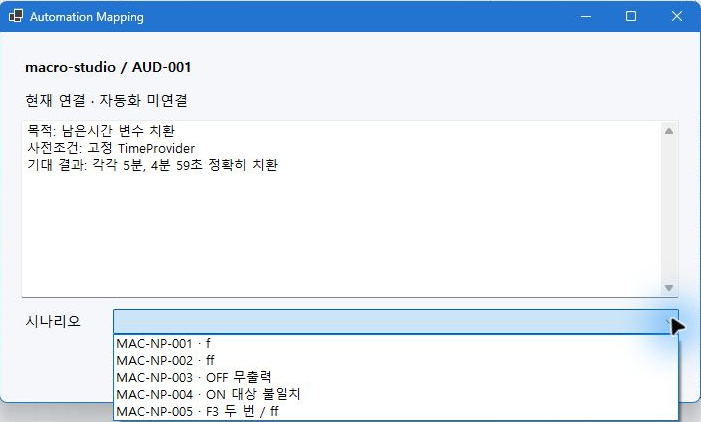 Automation Mapping
macro-studio / AUD-001
현재 연결 · 자동화 미연결
목적: 남은시간 변수 치환
사전조건: 고정 TimeProvider
기대 결과: 각각 5분, 4분 59초 정확히 치환
시나리오
MAC-NP-001 · f
MAC-NP-002 · ff
MAC-NP-003 · OFF 무출력
MAC-NP-004 · ON 대상 불일치
MAC-NP-005 · F3 두 번 / ff